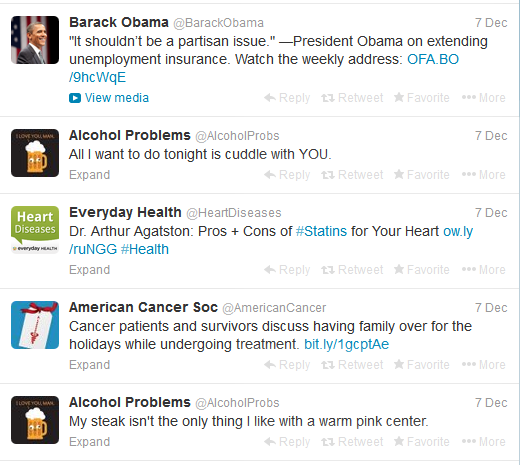 Barack Obama @BarackObama 7 Dec
"It shouldn't be a partisan issue." —President Obama on extending
unemployment insurance. Watch the weekly address: OFA.BO
/9hcWqE
View media Reply Retweet Favorite More
I LOVE YOU, MAN.
Alcohol Problems @AlcoholProbs 7 Dec
All I want to do tonight is cuddle with YOU.
Expand Reply Retweet Favorite More
Heart
Diseases
everyday HEALTH
Everyday Health @HeartDiseases 7 Dec
Dr. Arthur Agatston: Pros + Cons of #Statins for Your Heart ow.ly
/ruNGG #Health
Expand Reply Retweet Favorite More
American Cancer Soc @AmericanCancer 7 Dec
Cancer patients and survivors discuss having family over for the
holidays while undergoing treatment. bit.ly/1gcptAe
Expand Reply Retweet Favorite More
I LOVE YOU, MAN.
Alcohol Problems @AlcoholProbs 7 Dec
My steak isn't the only thing I like with a warm pink center.
Expand Reply Retweet Favorite More